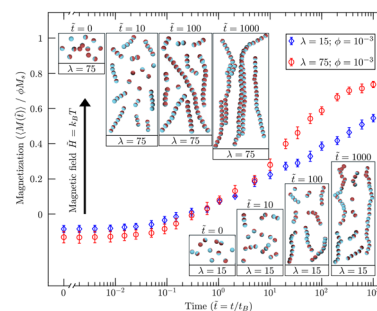 t̃ = 0
t̃ = 10
t̃ = 100
t̃ = 1000
λ = 15; ϕ = 10⁻³
λ = 75; ϕ = 10⁻³
λ = 75
λ = 75
λ = 75
λ = 75
Magnetization (⟨M(t̃)⟩ / ϕMₛ)
1
0.8
0.6
0.4
0.2
0
Magnetic field H̃ = k_BT
t̃ = 0
t̃ = 10
t̃ = 100
t̃ = 1000
λ = 15
λ = 15
λ = 15
λ = 15
0
10⁻²
10⁻¹
10⁰
10¹
10²
10³
Time (t̃ = t/t_B)